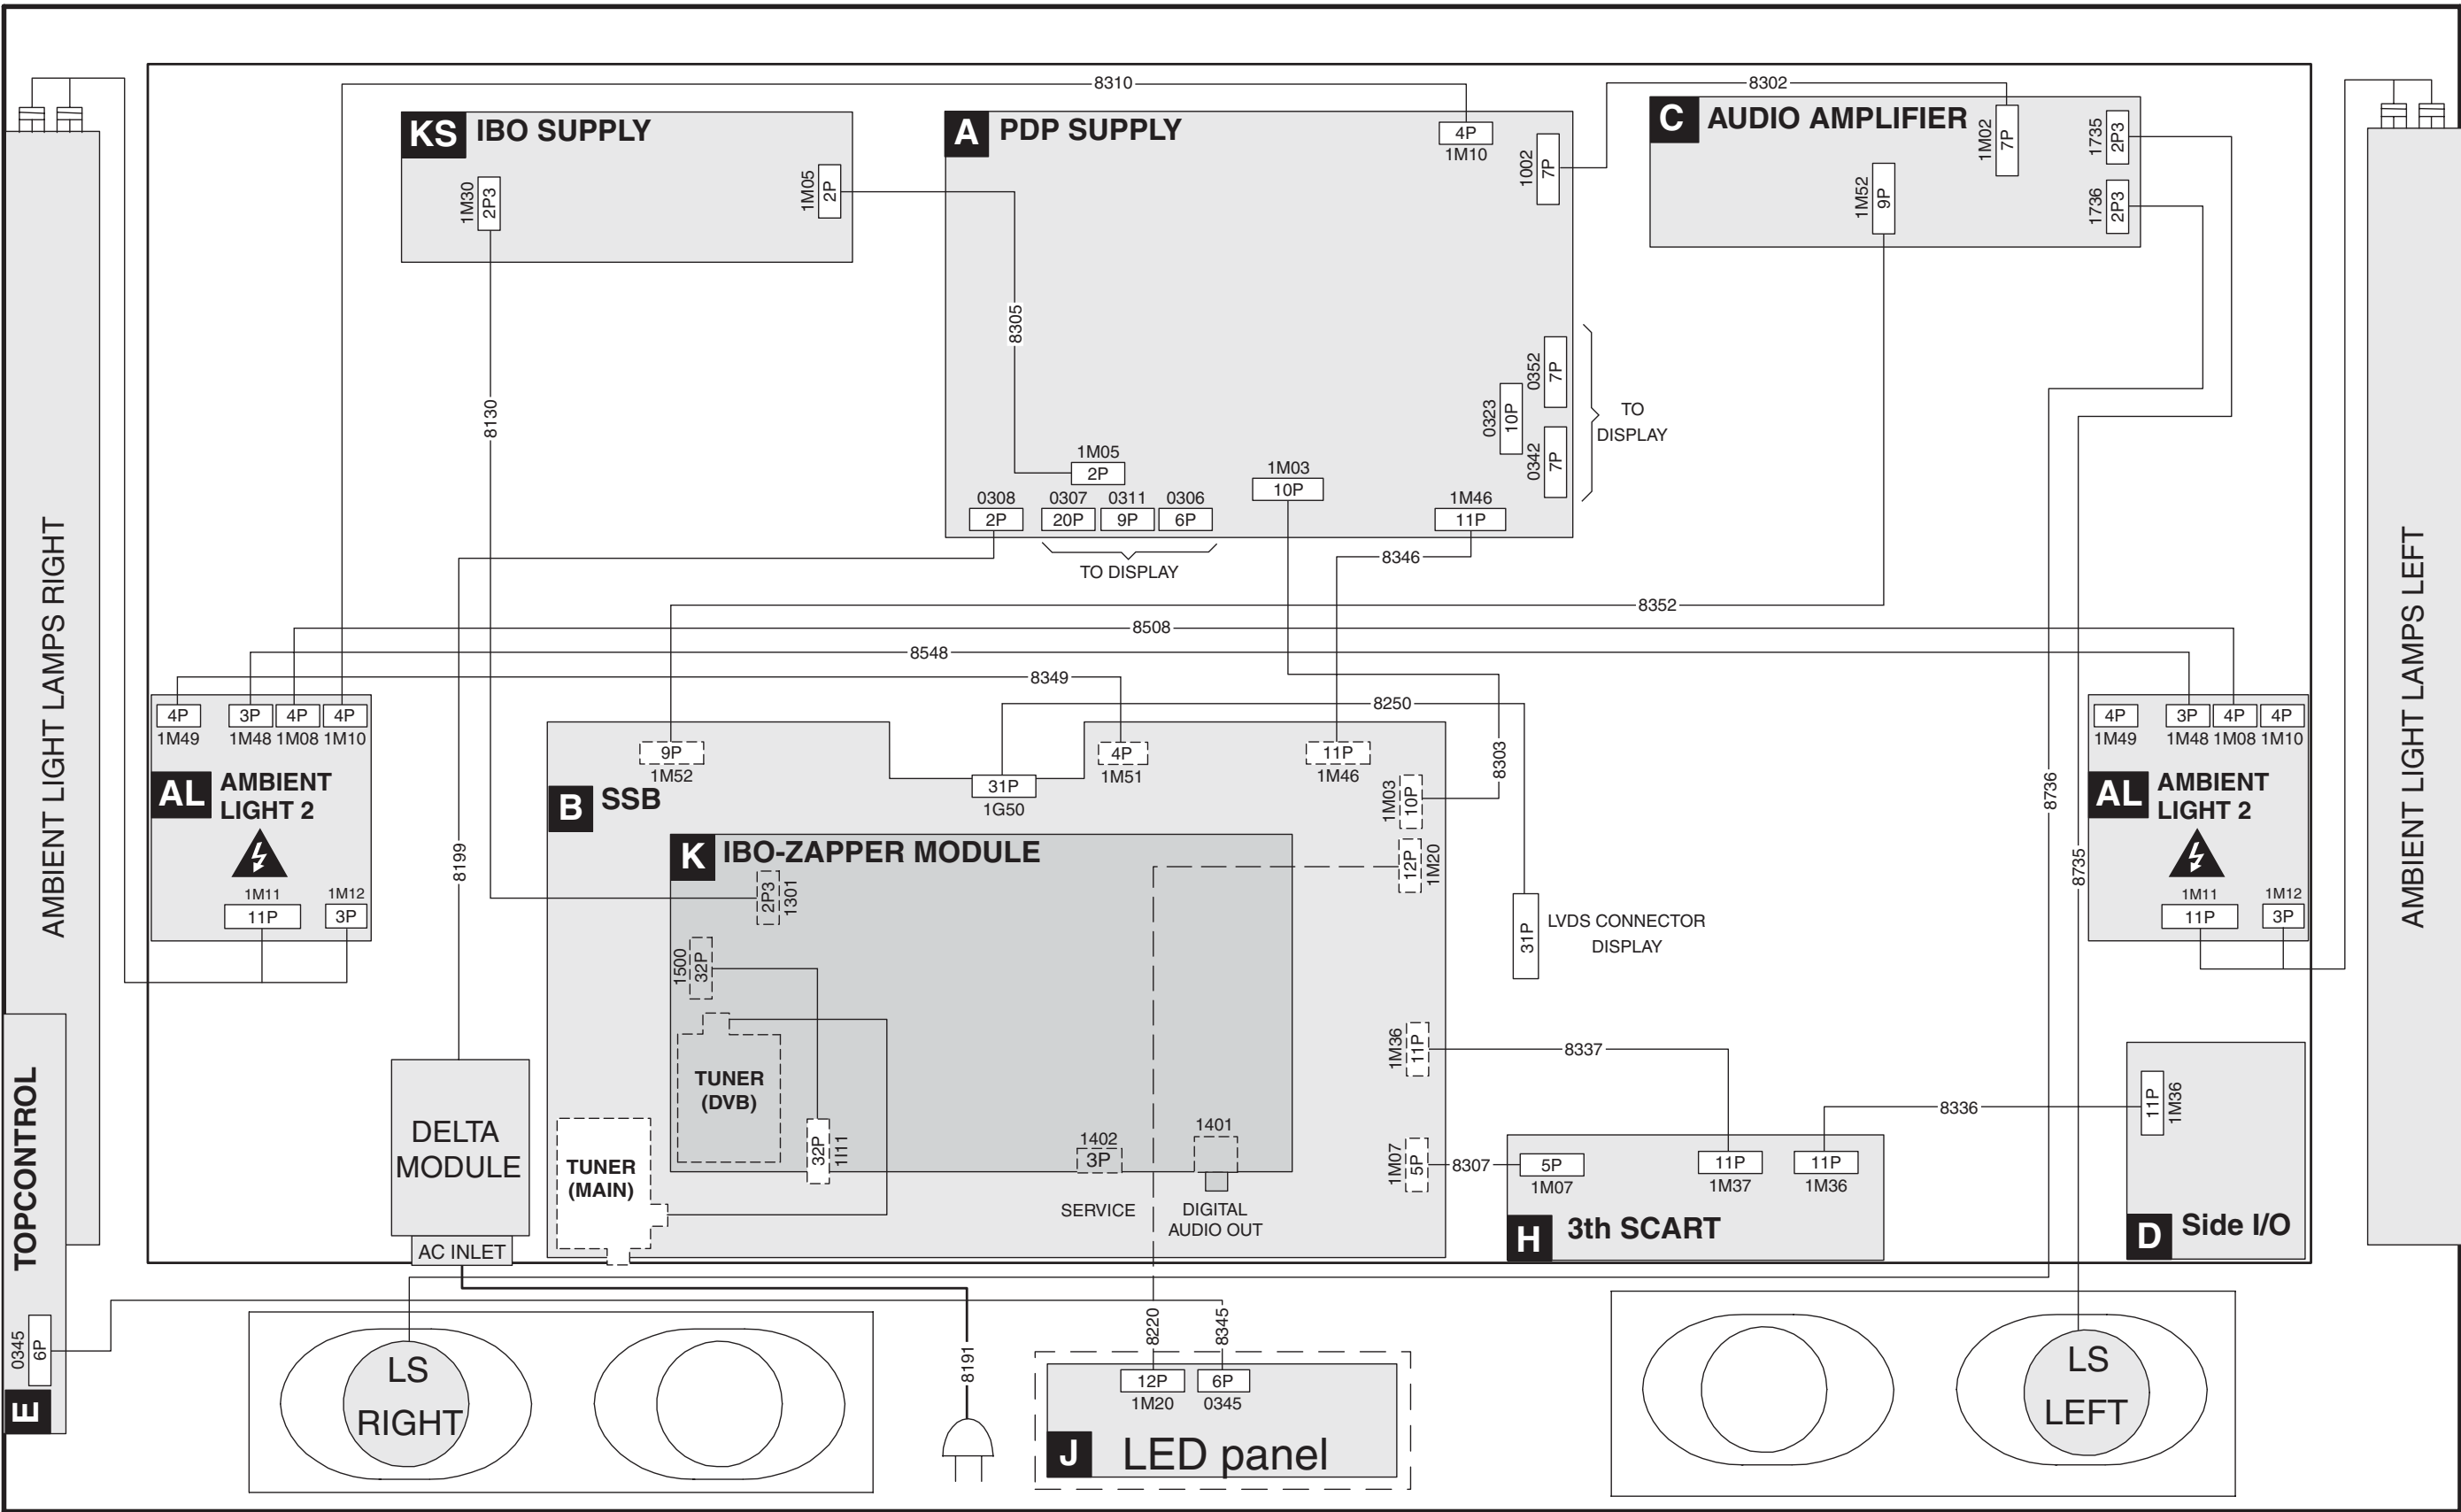 8310
8302
KS IBO SUPPLY
1M30
2P3
1M05
2P
A PDP SUPPLY
4P
1M10
1002
7P
C AUDIO AMPLIFIER
1M02
7P
1M52
9P
1735
2P3
1736
2P3
8305
8130
0352
7P
0323
10P
0342
7P
TO
DISPLAY
1M05
2P
1M03
10P
0308
2P
0307
20P
0311
9P
0306
6P
1M46
11P
TO DISPLAY
8346
8352
8508
8548
8349
8250
AMBIENT LIGHT LAMPS RIGHT
AMBIENT LIGHT LAMPS LEFT
4P
3P
4P
4P
1M49
1M48
1M08
1M10
AL AMBIENT
LIGHT 2
1M11
11P
1M12
3P
8199
9P
1M52
31P
1G50
4P
1M51
11P
1M46
B SSB
1M03
10P
8303
12P
1M20
K IBO-ZAPPER MODULE
2P3
1301
1500
32P
TUNER
(DVB)
32P
1I11
TUNER
(MAIN)
1402
3P
SERVICE
1401
DIGITAL
AUDIO OUT
1M36
11P
1M07
5P
31P
LVDS CONNECTOR
DISPLAY
8736
8735
4P
3P
4P
4P
1M49
1M48
1M08
1M10
AL AMBIENT
LIGHT 2
1M11
11P
1M12
3P
8337
8336
8307
5P
1M07
11P
1M37
11P
1M36
H 3th SCART
11P
1M36
D Side I/O
DELTA
MODULE
AC INLET
TOPCONTROL
0345
6P
E
LS
RIGHT
8191
8220
8345
12P
1M20
6P
0345
J LED panel
LS
LEFT